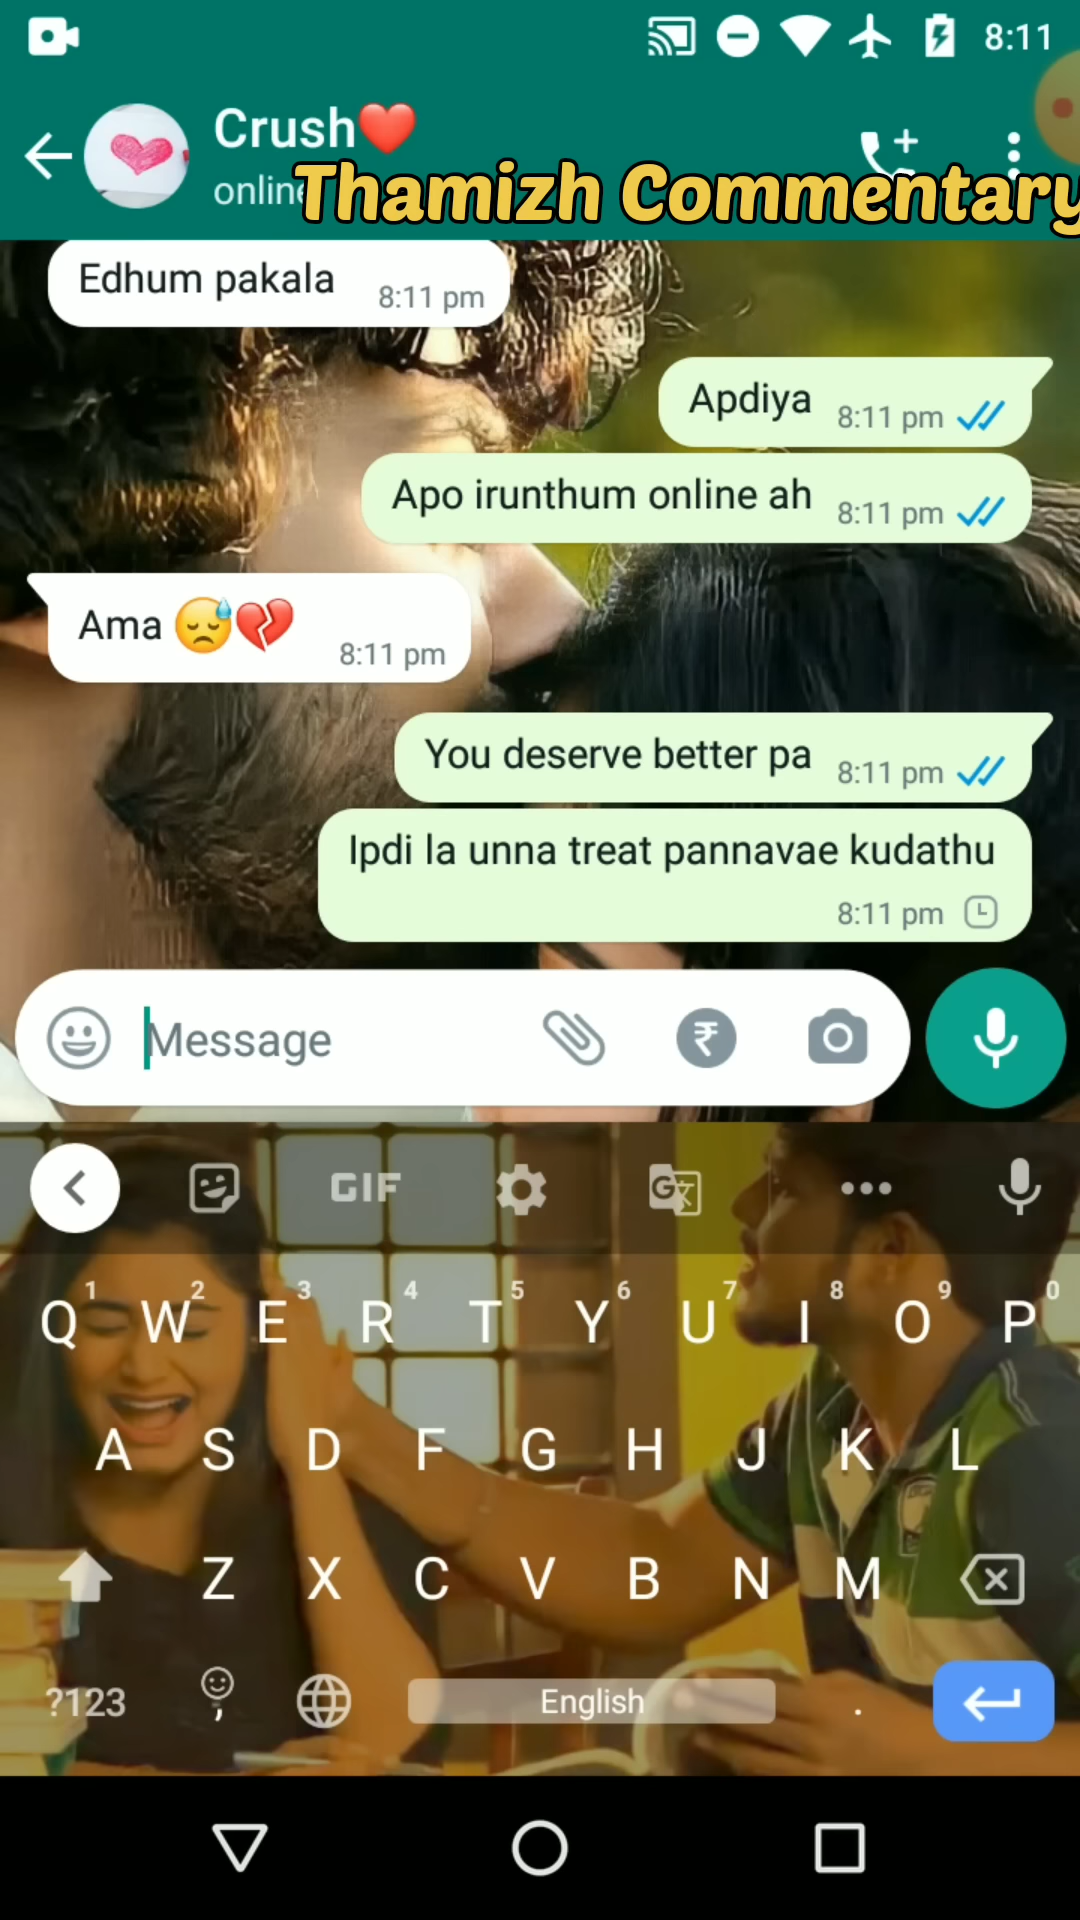 8:11
Crush❤️
online
Thamizh Commentary
Edhum pakala 8:11 pm
Apdiya 8:11 pm
Apo irunthum online ah 8:11 pm
Ama 😓💔 8:11 pm
You deserve better pa 8:11 pm
Ipdi la unna treat pannavae kudathu
8:11 pm
Message
GIF
1 2 3 4 5 6 7 8 9 0
Q W E R T Y U I O P
A S D F G H J K L
Z X C V B N M
?123 , English .